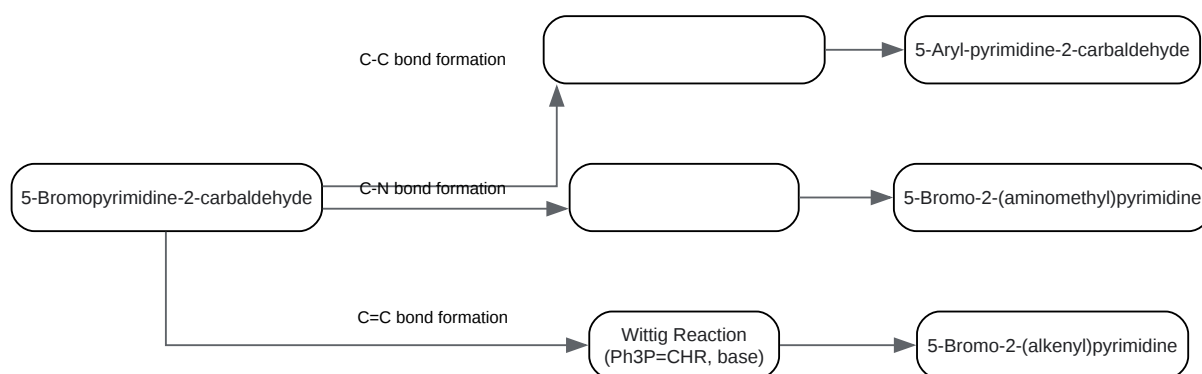 C-C bond formation
5-Aryl-pyrimidine-2-carbaldehyde
5-Bromopyrimidine-2-carbaldehyde
C-N bond formation
5-Bromo-2-(aminomethyl)pyrimidine
C=C bond formation
Wittig Reaction
(Ph3P=CHR, base)
5-Bromo-2-(alkenyl)pyrimidine